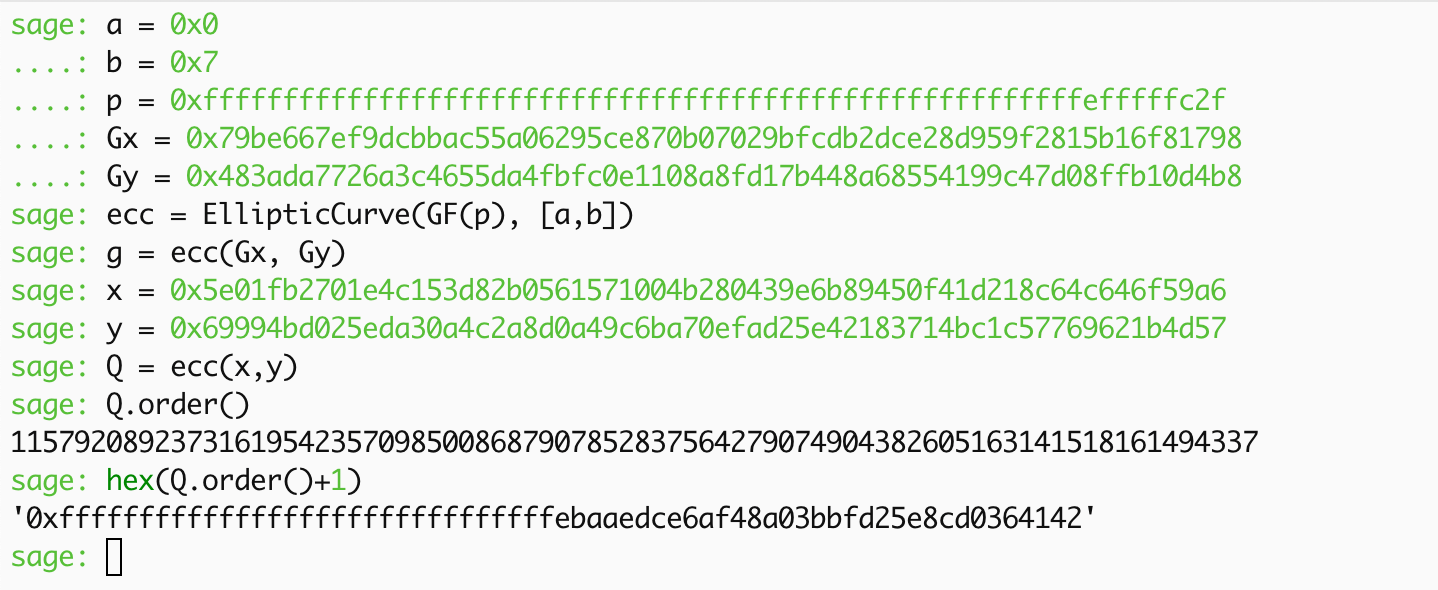 sage: a = 0x0
....: b = 0x7
....: p = 0xfffffffffffffffffffffffffffffffffffffffffffffffffffffffefffffc2f
....: Gx = 0x79be667ef9dcbbac55a06295ce870b07029bfcdb2dce28d959f2815b16f81798
....: Gy = 0x483ada7726a3c4655da4fbfc0e1108a8fd17b448a68554199c47d08ffb10d4b8
sage: ecc = EllipticCurve(GF(p), [a,b])
sage: g = ecc(Gx, Gy)
sage: x = 0x5e01fb2701e4c153d82b0561571004b280439e6b89450f41d218c64c646f59a6
sage: y = 0x69994bd025eda30a4c2a8d0a49c6ba70efad25e42183714bc1c57769621b4d57
sage: Q = ecc(x,y)
sage: Q.order()
115792089237316195423570985008687907852837564279074904382605163141518161494337
sage: hex(Q.order()+1)
'0xfffffffffffffffffffffffffffffffebaaedce6af48a03bbfd25e8cd0364142'
sage: